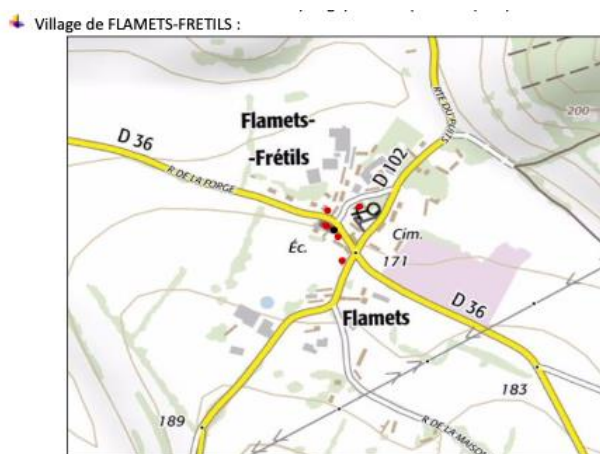 Village de FLAMETS-FRETILS :
RTE DU PUITS
200
Flamets-
-Frétils
D 36
R. DE LA FORGE
D 102
Éc.
Cim.
171
D 36
Flamets
183
189
R. DE LA MAISON